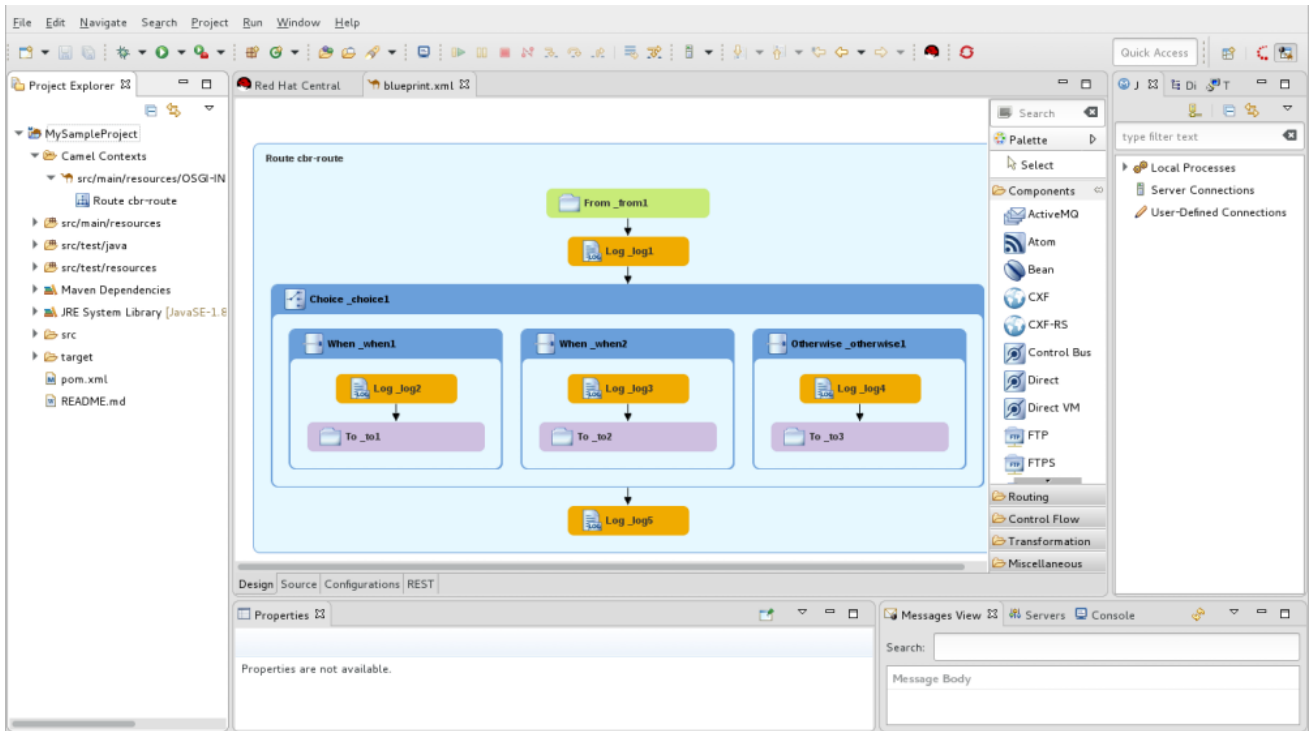 File Edit Navigate Search Project Run Window Help
Quick Access
Project Explorer
MySampleProject
Camel Contexts
src/main/resources/OSGI-IN
Route cbr-route
src/main/resources
src/test/java
src/test/resources
Maven Dependencies
JRE System Library [JavaSE-1.8
src
target
pom.xml
README.md
Red Hat Central blueprint.xml
Route cbr-route
From _from1
Log _log1
Choice _choice1
When _when1 When _when2 Otherwise _otherwise1
Log _log2 Log _log3 Log _log4
To _to1 To _to2 To _to3
Log _log5
Design Source Configurations REST
Search
Palette
Select
Components
ActiveMQ
Atom
Bean
CXF
CXF-RS
Control Bus
Direct
Direct VM
FTP
FTPS
Routing
Control Flow
Transformation
Miscellaneous
J Di T
type filter text
Local Processes
Server Connections
User-Defined Connections
Properties
Properties are not available.
Messages View Servers Console
Search:
Message Body